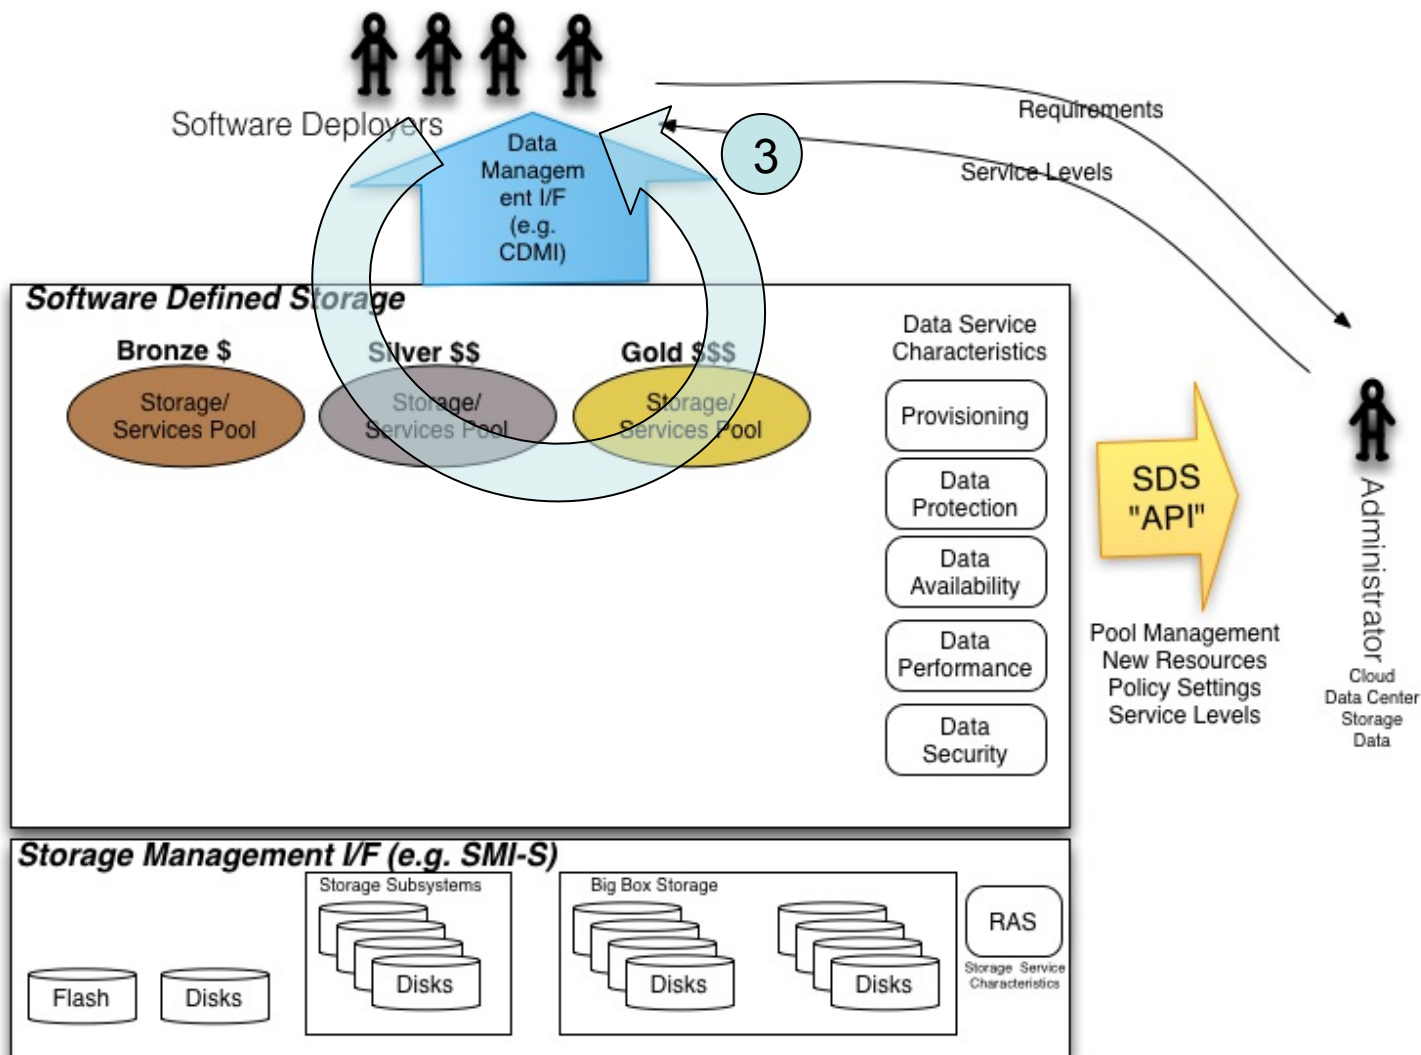 Software Deployers
Data
Managem
ent I/F
(e.g.
CDMI)
3
Requirements
Service Levels
Software Defined Storage
Bronze $
Storage/
Services Pool
Silver $$
Storage/
Services Pool
Gold $$$
Storage/
Services Pool
Data Service
Characteristics
Provisioning
Data
Protection
Data
Availability
Data
Performance
Data
Security
SDS
"API"
Pool Management
New Resources
Policy Settings
Service Levels
Administrator
Cloud
Data Center
Storage
Data
Storage Management I/F (e.g. SMI-S)
Flash
Disks
Storage Subsystems
Disks
Big Box Storage
Disks
Disks
RAS
Storage Service
Characteristics